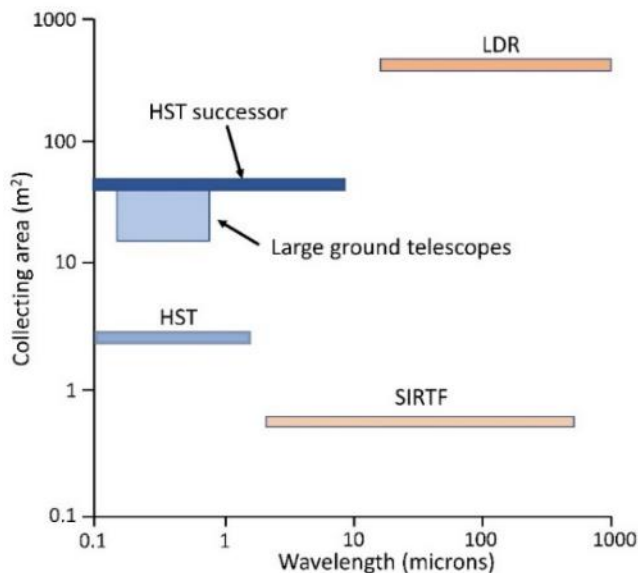 1000
LDR
HST successor
100
Large ground telescopes
10
HST
1
SIRTF
0.1
0.1 1 10 100 1000
Wavelength (microns)
Collecting area (m²)